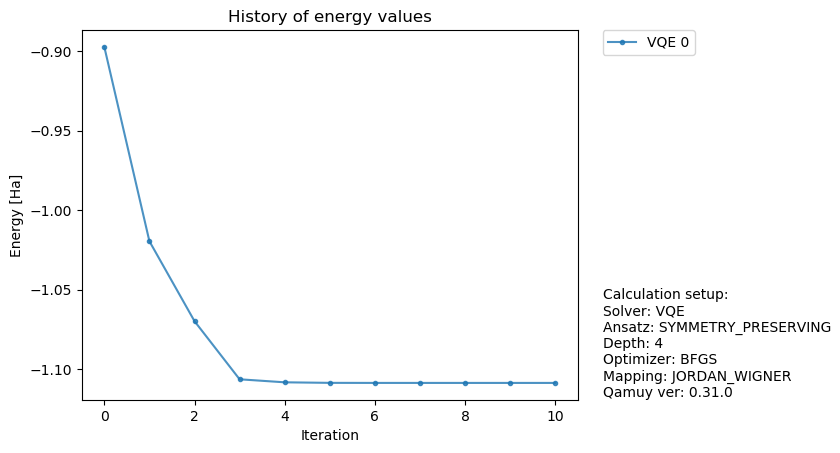 History of energy values
VQE 0
−0.90
−0.95
−1.00
−1.05
−1.10
Energy [Ha]
0
2
4
6
8
10
Iteration
Calculation setup:
Solver: VQE
Ansatz: SYMMETRY_PRESERVING
Depth: 4
Optimizer: BFGS
Mapping: JORDAN_WIGNER
Qamuy ver: 0.31.0